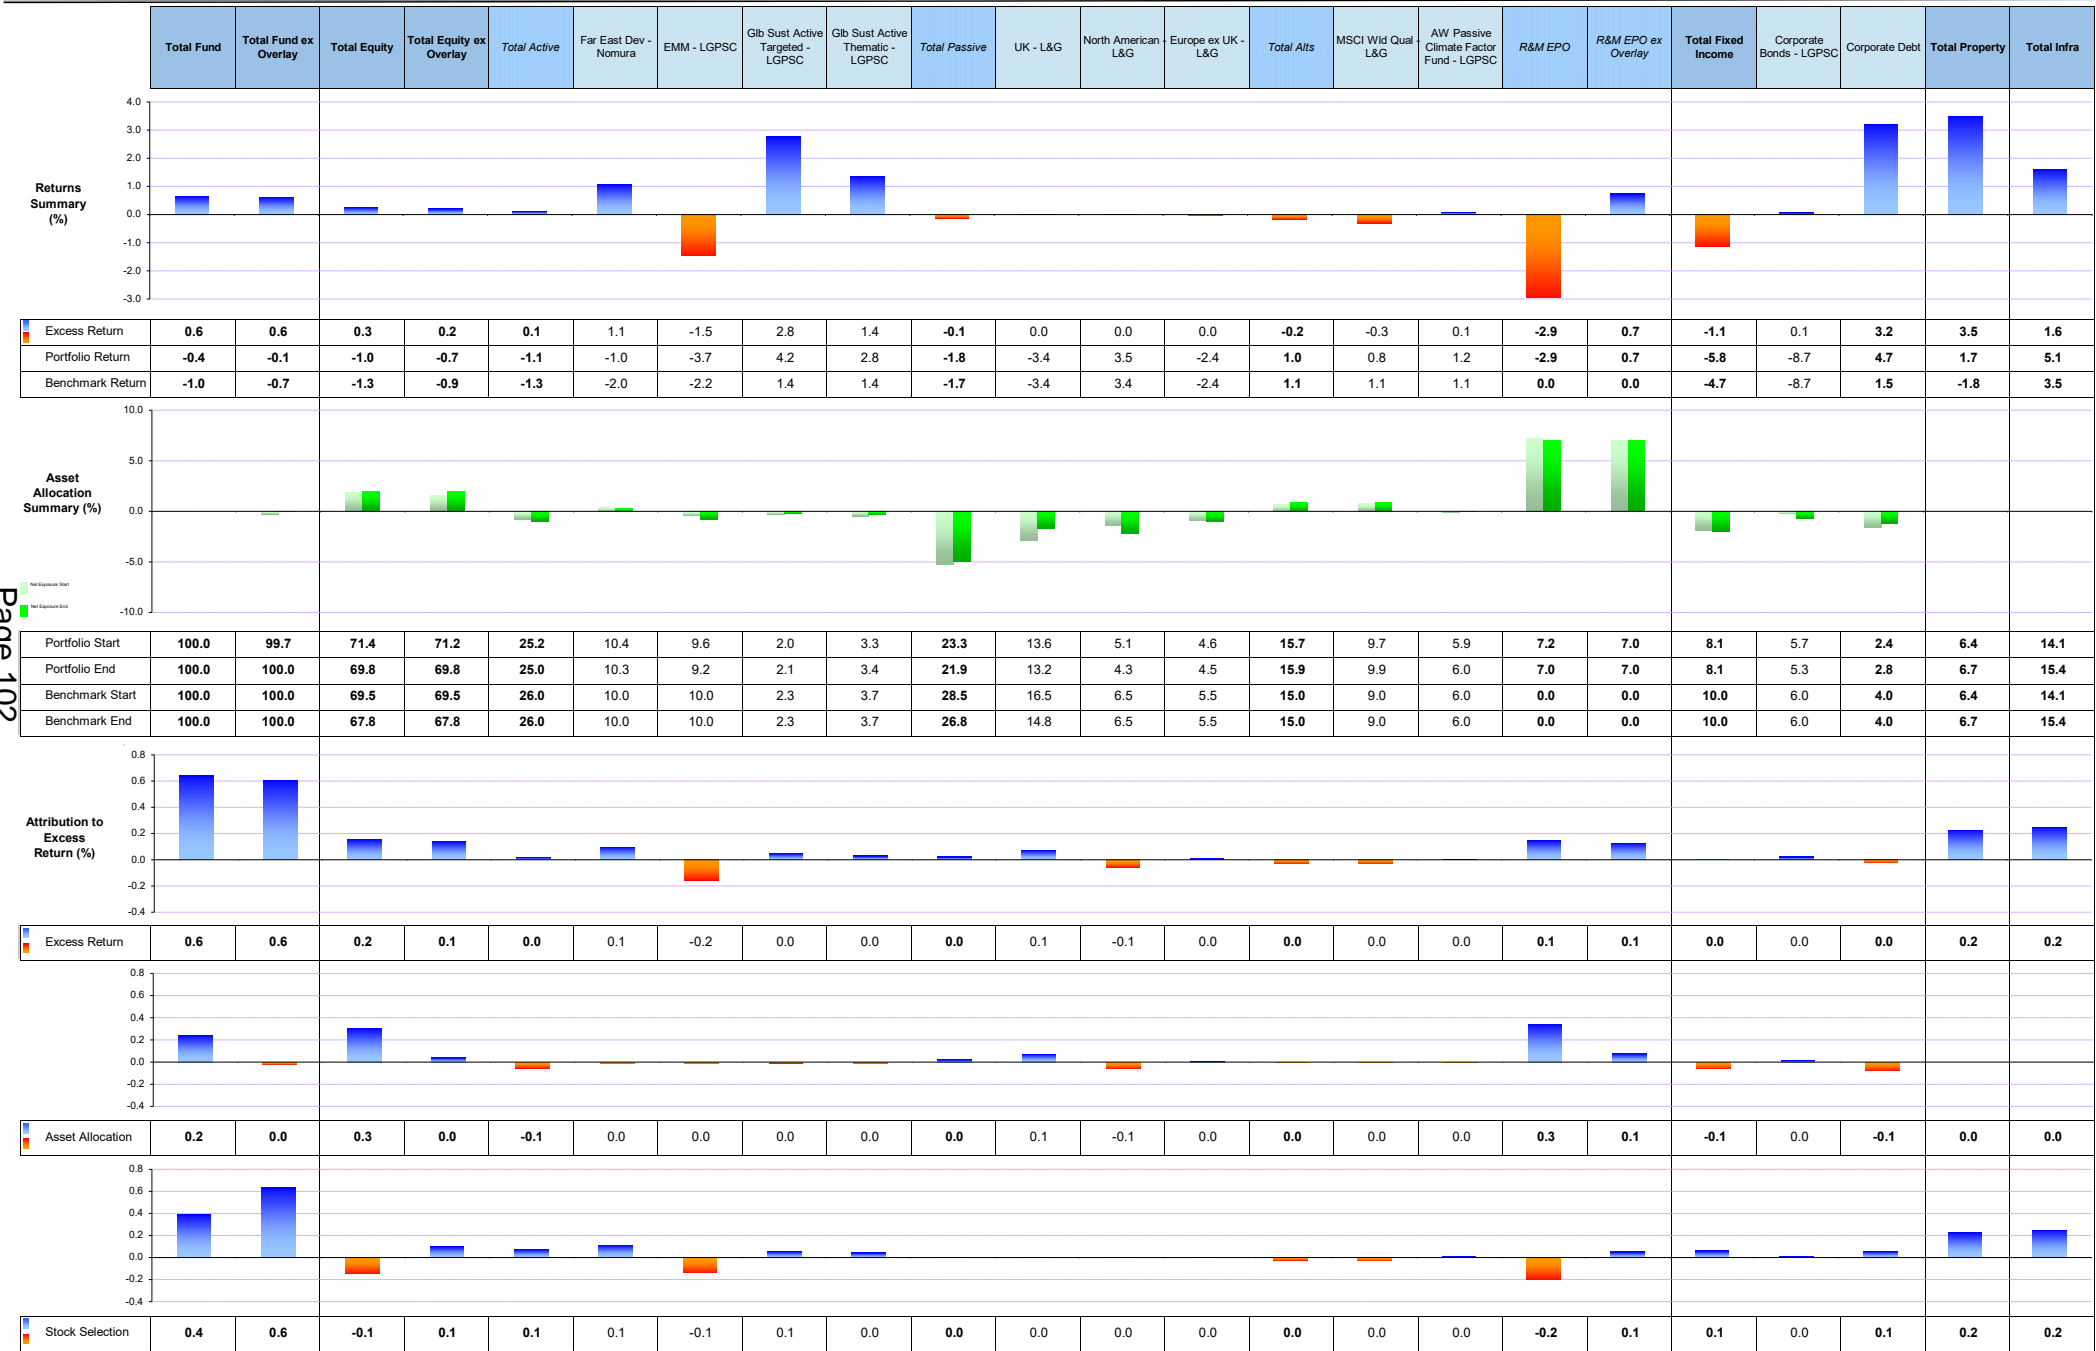 Total Fund
Total Fund ex Overlay
Total Equity
Total Equity ex Overlay
Total Active
Far East Dev - Nomura
EMM - LGPSC
Glb Sust Active Targeted - LGPSC
Glb Sust Active Thematic - LGPSC
Total Passive
UK - L&G
North American - L&G
Europe ex UK - L&G
Total Alts
MSCI Wld Qual - L&G
AW Passive Climate Factor Fund - LGPSC
R&M EPO
R&M EPO ex Overlay
Total Fixed Income
Corporate Bonds - LGPSC
Corporate Debt
Total Property
Total Infra
Returns Summary (%)
4.0
3.0
2.0
1.0
0.0
-1.0
-2.0
-3.0
Excess Return 0.6 0.6 0.3 0.2 0.1 1.1 -1.5 2.8 1.4 -0.1 0.0 0.0 0.0 -0.2 -0.3 0.1 -2.9 0.7 -1.1 0.1 3.2 3.5 1.6
Portfolio Return -0.4 -0.1 -1.0 -0.7 -1.1 -1.0 -3.7 4.2 2.8 -1.8 -3.4 3.5 -2.4 1.0 0.8 1.2 -2.9 0.7 -5.8 -8.7 4.7 1.7 5.1
Benchmark Return -1.0 -0.7 -1.3 -0.9 -1.3 -2.0 -2.2 1.4 1.4 -1.7 -3.4 3.4 -2.4 1.1 1.1 1.1 0.0 0.0 -4.7 -8.7 1.5 -1.8 3.5
Asset Allocation Summary (%)
10.0
5.0
0.0
-5.0
-10.0
Net Exposure Start
Net Exposure End
Page 102
Portfolio Start 100.0 99.7 71.4 71.2 25.2 10.4 9.6 2.0 3.3 23.3 13.6 5.1 4.6 15.7 9.7 5.9 7.2 7.0 8.1 5.7 2.4 6.4 14.1
Portfolio End 100.0 100.0 69.8 69.8 25.0 10.3 9.2 2.1 3.4 21.9 13.2 4.3 4.5 15.9 9.9 6.0 7.0 7.0 8.1 5.3 2.8 6.7 15.4
Benchmark Start 100.0 100.0 69.5 69.5 26.0 10.0 10.0 2.3 3.7 28.5 16.5 6.5 5.5 15.0 9.0 6.0 0.0 0.0 10.0 6.0 4.0 6.4 14.1
Benchmark End 100.0 100.0 67.8 67.8 26.0 10.0 10.0 2.3 3.7 26.8 14.8 6.5 5.5 15.0 9.0 6.0 0.0 0.0 10.0 6.0 4.0 6.7 15.4
Attribution to Excess Return (%)
0.8
0.6
0.4
0.2
0.0
-0.2
-0.4
Excess Return 0.6 0.6 0.2 0.1 0.0 0.1 -0.2 0.0 0.0 0.0 0.1 -0.1 0.0 0.0 0.0 0.0 0.1 0.1 0.0 0.0 0.0 0.2 0.2
0.8
0.6
0.4
0.2
0.0
-0.2
-0.4
Asset Allocation 0.2 0.0 0.3 0.0 -0.1 0.0 0.0 0.0 0.0 0.0 0.1 -0.1 0.0 0.0 0.0 0.0 0.3 0.1 -0.1 0.0 -0.1 0.0 0.0
0.8
0.6
0.4
0.2
0.0
-0.2
-0.4
Stock Selection 0.4 0.6 -0.1 0.1 0.1 0.1 -0.1 0.1 0.0 0.0 0.0 0.0 0.0 0.0 0.0 0.0 -0.2 0.1 0.1 0.0 0.1 0.2 0.2